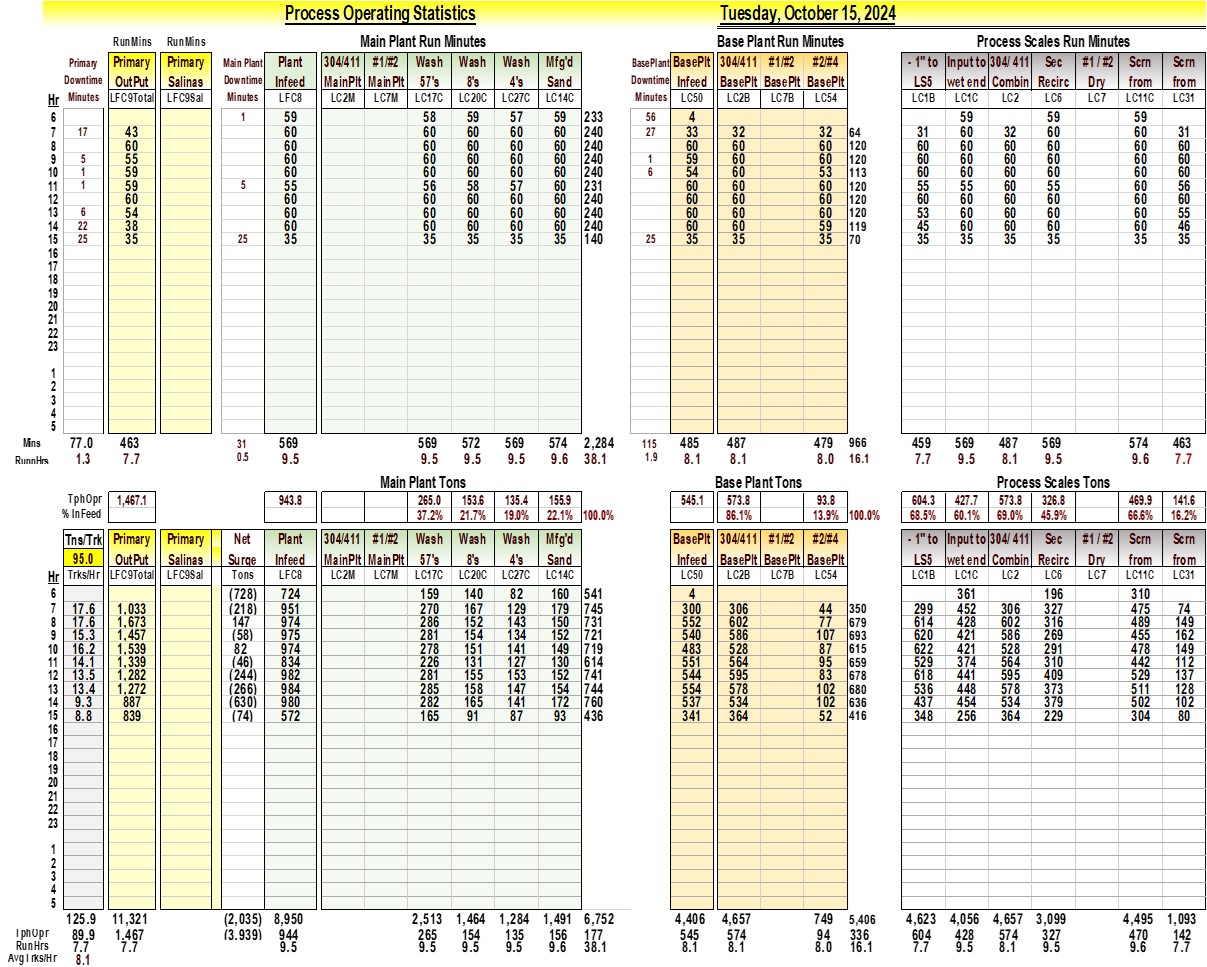 Process Operating Statistics Tuesday, October 15, 2024
RunMins RunMins Main Plant Run Minutes Base Plant Run Minutes Process Scales Run Minutes
Primary Primary Primary Main Plant Plant 304/411 #1/#2 Wash Wash Wash Mfg'd BasePlant BasePlt 304/411 #1/#2 #2/#4 - 1" to Input to 304/ 411 Sec #1 / #2 Scrn Scrn
Downtime OutPut Salinas Downtime Infeed MainPlt MainPlt 57's 8's 4's Sand Downtime Infeed BasePlt BasePlt BasePlt LS5 wet end Combin Recirc Dry from from
Hr Minutes LFC9Total LFC9Sal Minutes LFC8 LC2M LC7M LC17C LC20C LC27C LC14C Minutes LC50 LC2B LC7B LC54 LC1B LC1C LC2 LC6 LC7 LC11C LC31
6 1 59 58 59 57 59 233 56 4 59 59 59
7 17 43 60 60 60 60 60 240 27 33 32 32 64 31 60 32 60 60 31
8 60 60 60 60 60 60 240 60 60 60 120 60 60 60 60 60 60
9 5 55 60 60 60 60 60 240 1 59 60 60 120 60 60 60 60 60 60
10 1 59 60 60 60 60 60 240 6 54 60 53 113 60 60 60 60 60 60
11 1 59 5 55 56 58 57 60 231 60 60 60 120 55 55 60 55 60 56
12 60 60 60 60 60 60 240 60 60 60 120 60 60 60 60 60 60
13 6 54 60 60 60 60 60 240 60 60 60 120 53 60 60 60 60 55
14 22 38 60 60 60 60 60 240 60 60 59 119 45 60 60 60 60 46
15 25 35 25 35 35 35 35 35 140 25 35 35 35 70 35 35 35 35 35 35
16
17
18
19
20
21
22
23
1
2
3
4
5
Mins 77.0 463 31 569 569 572 569 574 2,284 115 485 487 479 966 459 569 487 569 574 463
RunnHrs 1.3 7.7 0.5 9.5 9.5 9.5 9.5 9.6 38.1 1.9 8.1 8.1 8.0 16.1 7.7 9.5 8.1 9.5 9.6 7.7
Main Plant Tons Base Plant Tons Process Scales Tons
TphOpr 1,467.1 943.8 265.0 153.6 135.4 155.9 545.1 573.8 93.8 604.3 427.7 573.8 326.8 469.9 141.6
% InFeed 37.2% 21.7% 19.0% 22.1% 100.0% 86.1% 13.9% 100.0% 68.5% 60.1% 69.0% 45.9% 66.6% 16.2%
Tns/Trk Primary Primary Net Plant 304/411 #1/#2 Wash Wash Wash Mfg'd BasePlt 304/411 #1/#2 #2/#4 - 1" to Input to 304/ 411 Sec #1 / #2 Scrn Scrn
95.0 OutPut Salinas Surge Infeed MainPlt MainPlt 57's 8's 4's Sand Infeed BasePlt BasePlt BasePlt LS5 wet end Combin Recirc Dry from from
Hr Trks/Hr LFC9Total LFC9Sal Tons LFC8 LC2M LC7M LC17C LC20C LC27C LC14C LC50 LC2B LC7B LC54 LC1B LC1C LC2 LC6 LC7 LC11C LC31
6 (728) 724 159 140 82 160 541 4 361 196 310
7 17.6 1,033 (218) 951 270 167 129 179 745 300 306 44 350 299 452 306 327 475 74
8 17.6 1,673 147 974 286 152 143 150 731 552 602 77 679 614 428 602 316 489 149
9 15.3 1,457 (58) 975 281 154 134 152 721 540 586 107 693 620 421 586 269 455 162
10 16.2 1,539 82 974 278 151 141 149 719 483 528 87 615 622 421 528 291 478 149
11 14.1 1,339 (46) 834 226 131 127 130 614 551 564 95 659 529 374 564 310 442 112
12 13.5 1,282 (244) 982 281 155 153 152 741 544 595 83 678 618 441 595 409 529 137
13 13.4 1,272 (266) 984 285 158 147 154 744 554 578 102 680 536 448 578 373 511 128
14 9.3 887 (630) 980 282 165 141 172 760 537 534 102 636 437 454 534 379 502 102
15 8.8 839 (74) 572 165 91 87 93 436 341 364 52 416 348 256 364 229 304 80
16
17
18
19
20
21
22
23
1
2
3
4
5
125.9 11,321 (2,035) 8,950 2,513 1,464 1,284 1,491 6,752 4,406 4,657 749 5,406 4,623 4,056 4,657 3,099 4,495 1,093
TphOpr 89.9 1,467 (3,939) 944 265 154 135 156 177 545 574 94 336 604 428 574 327 470 142
RunHrs 7.7 7.7 9.5 9.5 9.5 9.5 9.6 38.1 8.1 8.1 8.0 16.1 7.7 9.5 8.1 9.5 9.6 7.7
AvgTrks/Hr 8.1